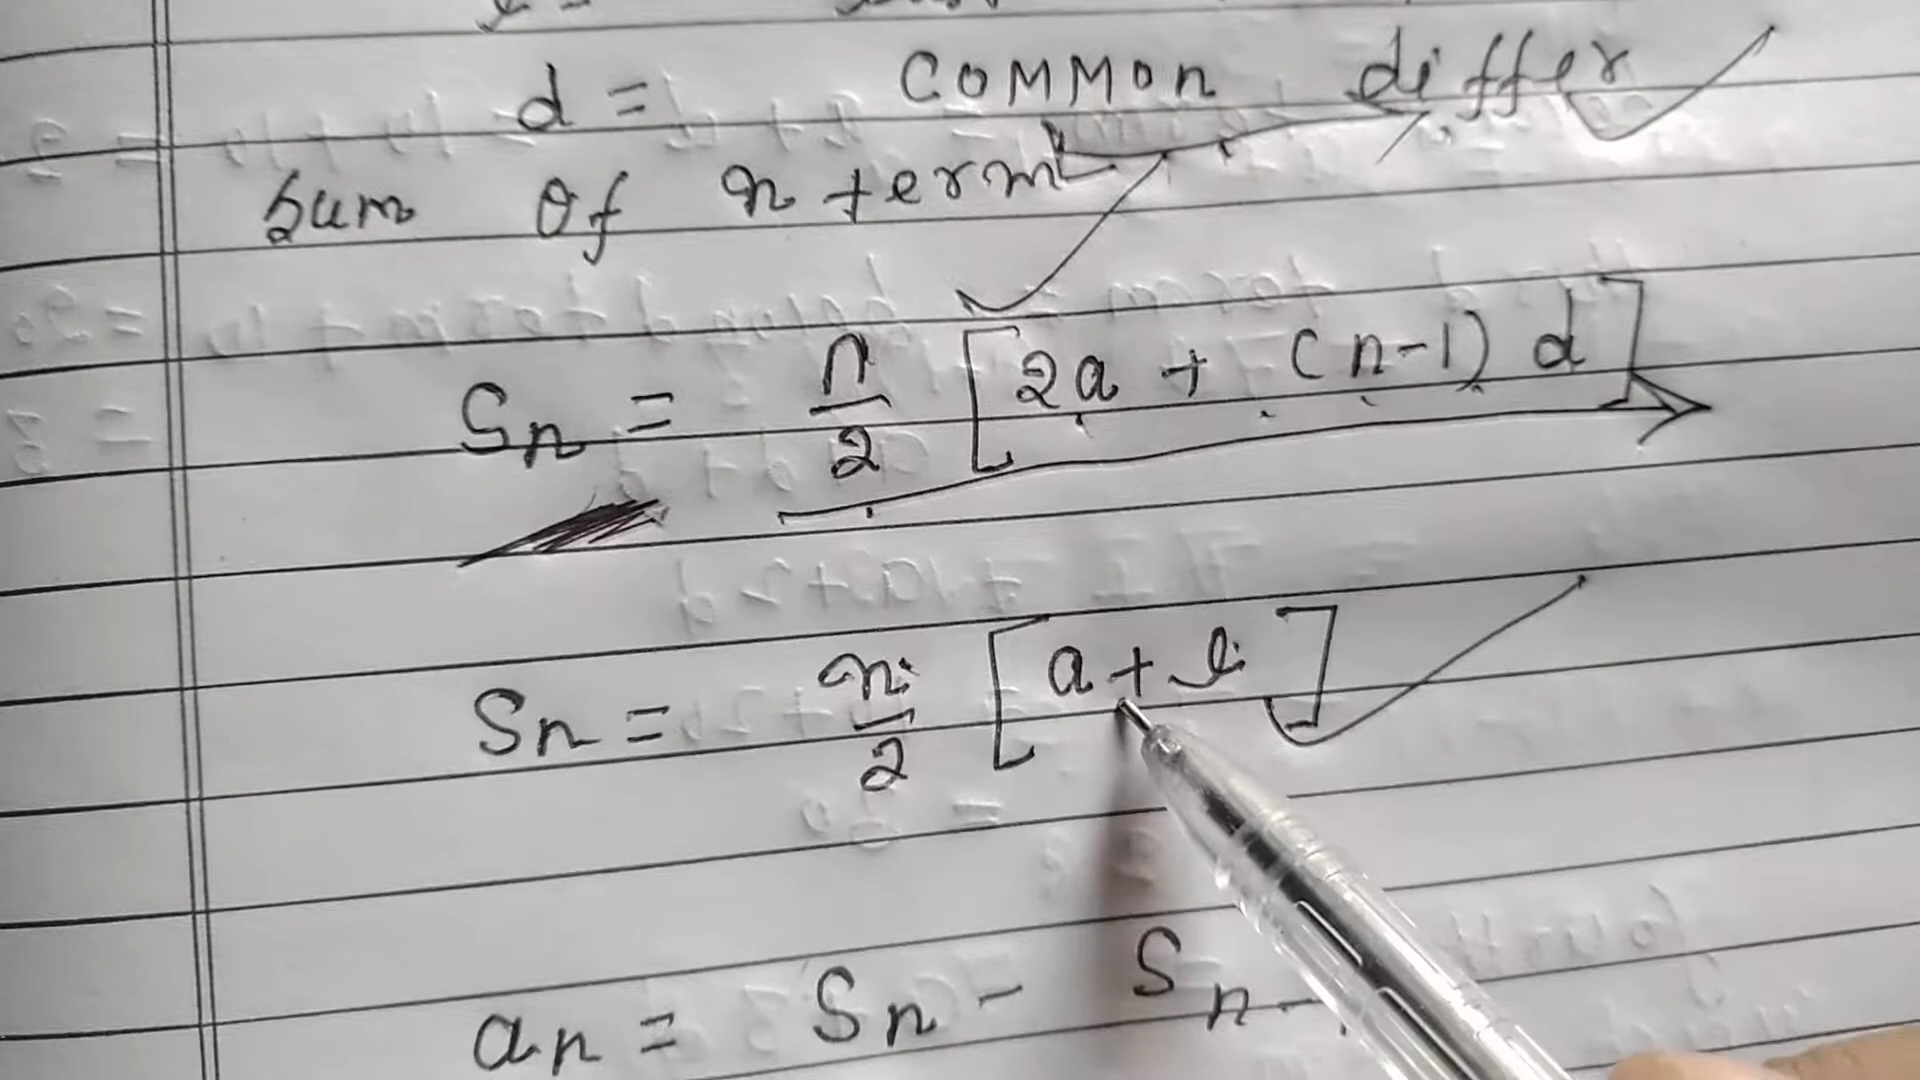 d = COMMOn differ
Sum Of n term
Sn = n/2 [2a + (n-1) d]
Sn = n/2 [a + l]
an = Sn - Sn-